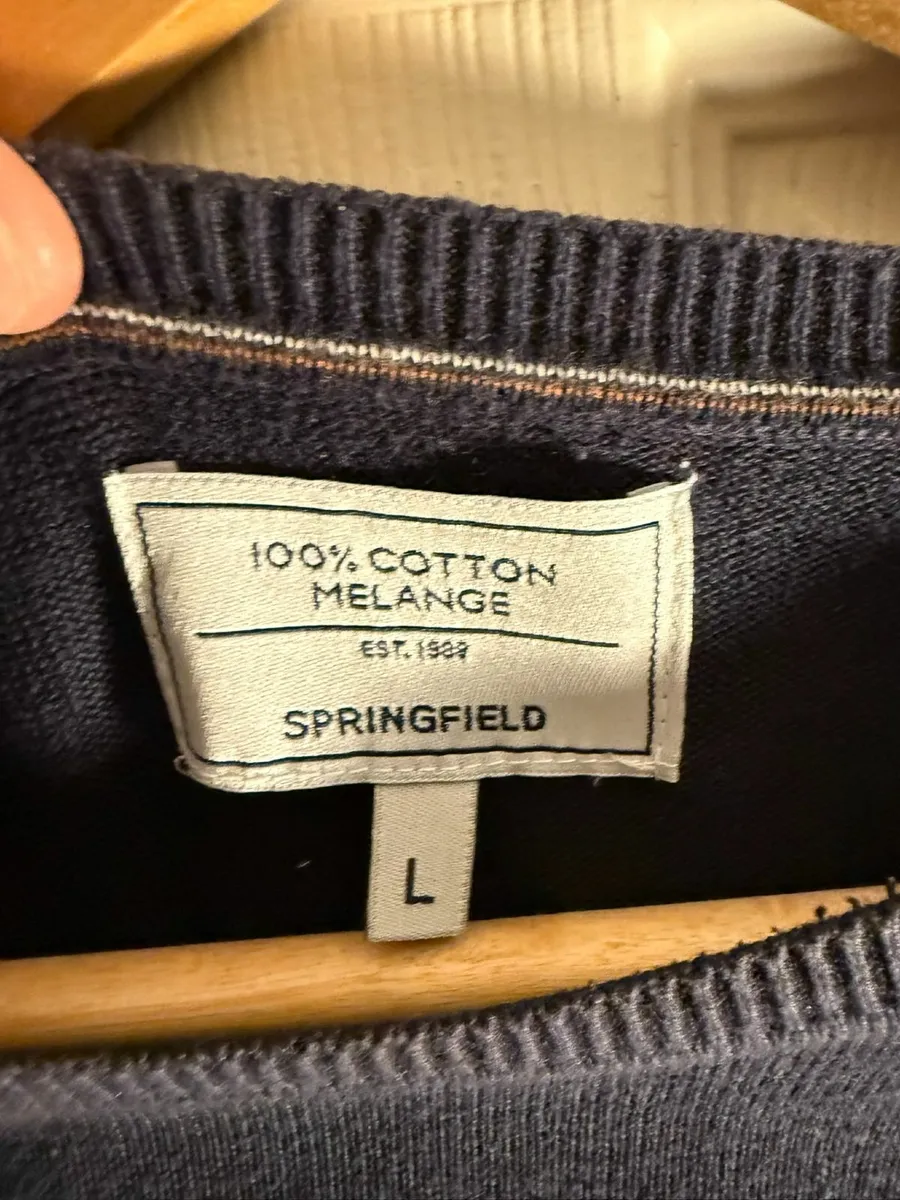 100% COTTON
MELANGE
EST. 1988
SPRINGFIELD
L